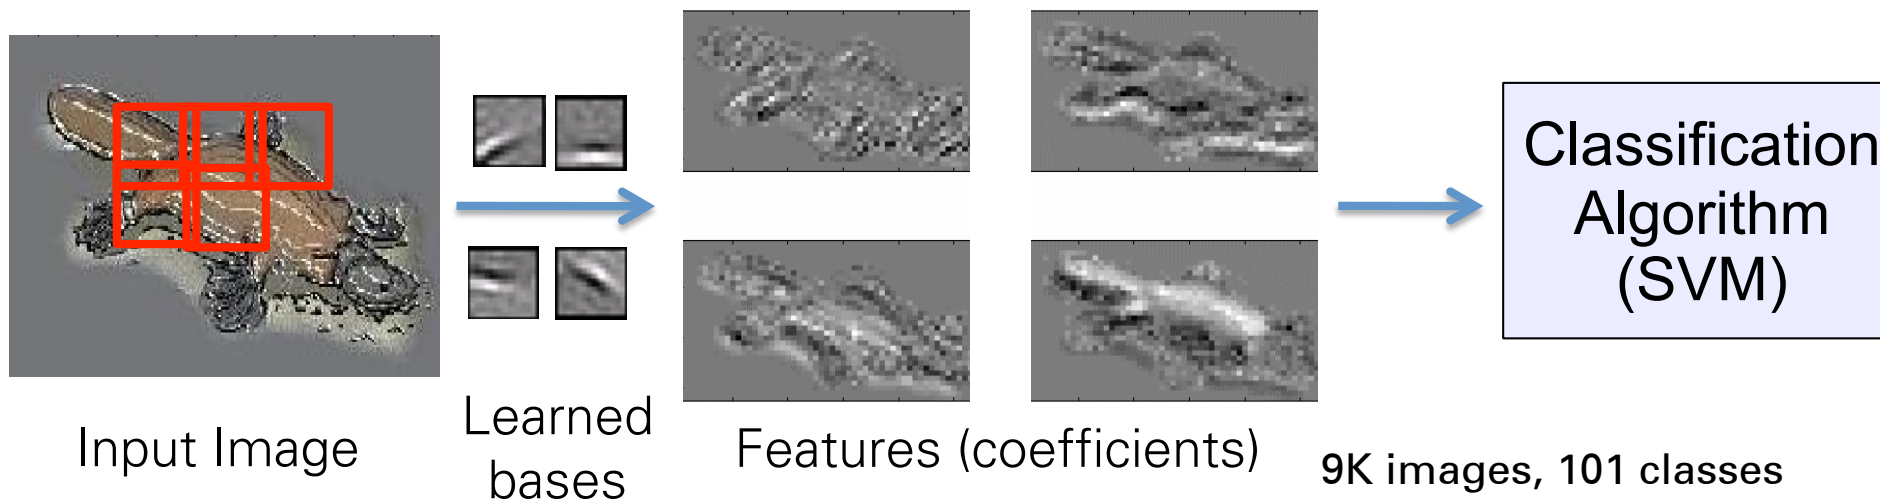 Input Image
Learned
bases
Features (coefficients)
Classification
Algorithm
(SVM)
9K images, 101 classes